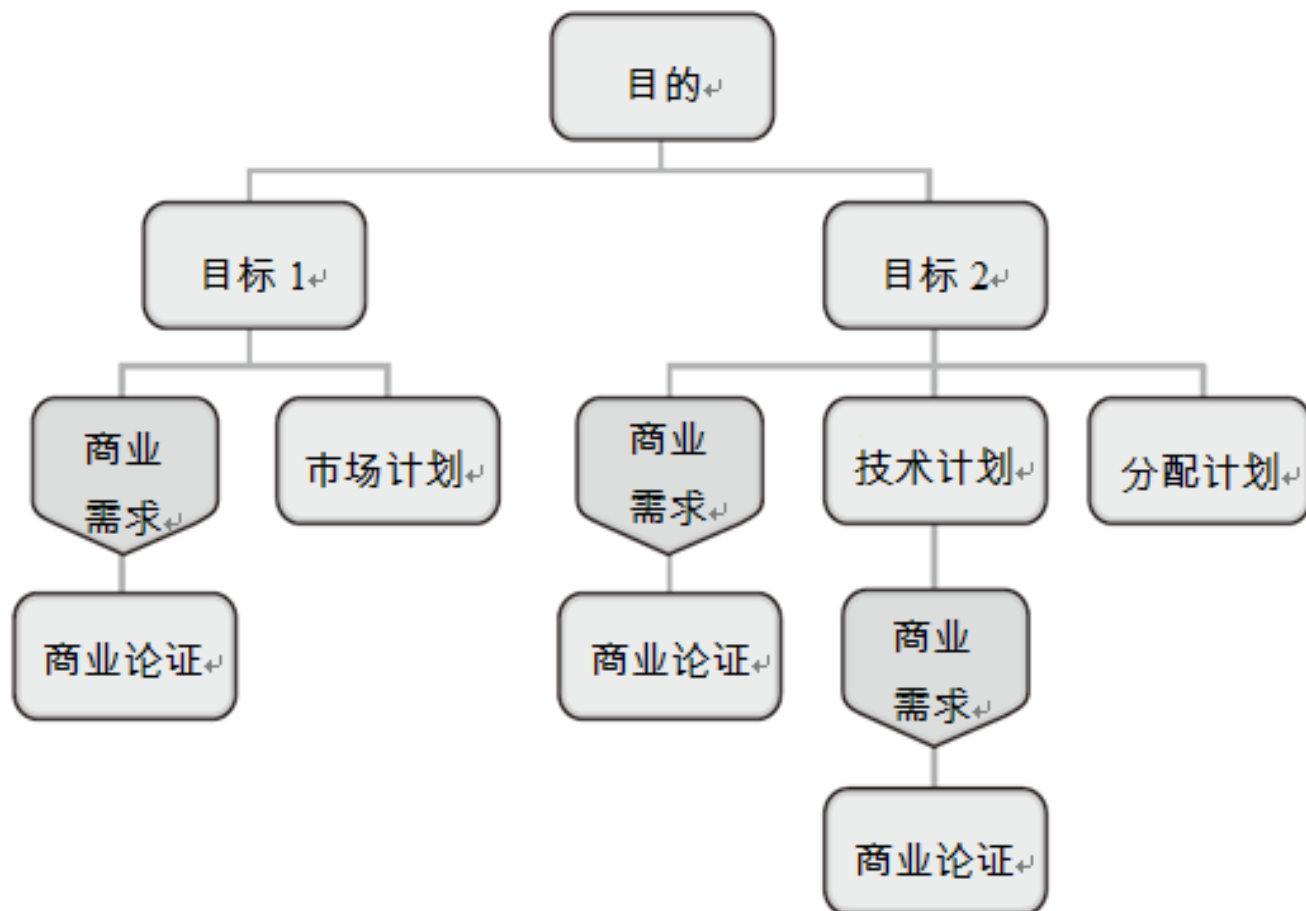 目的
目标 1
目标 2
商业
需求
市场计划
商业
需求
技术计划
分配计划
商业论证
商业论证
商业
需求
商业论证